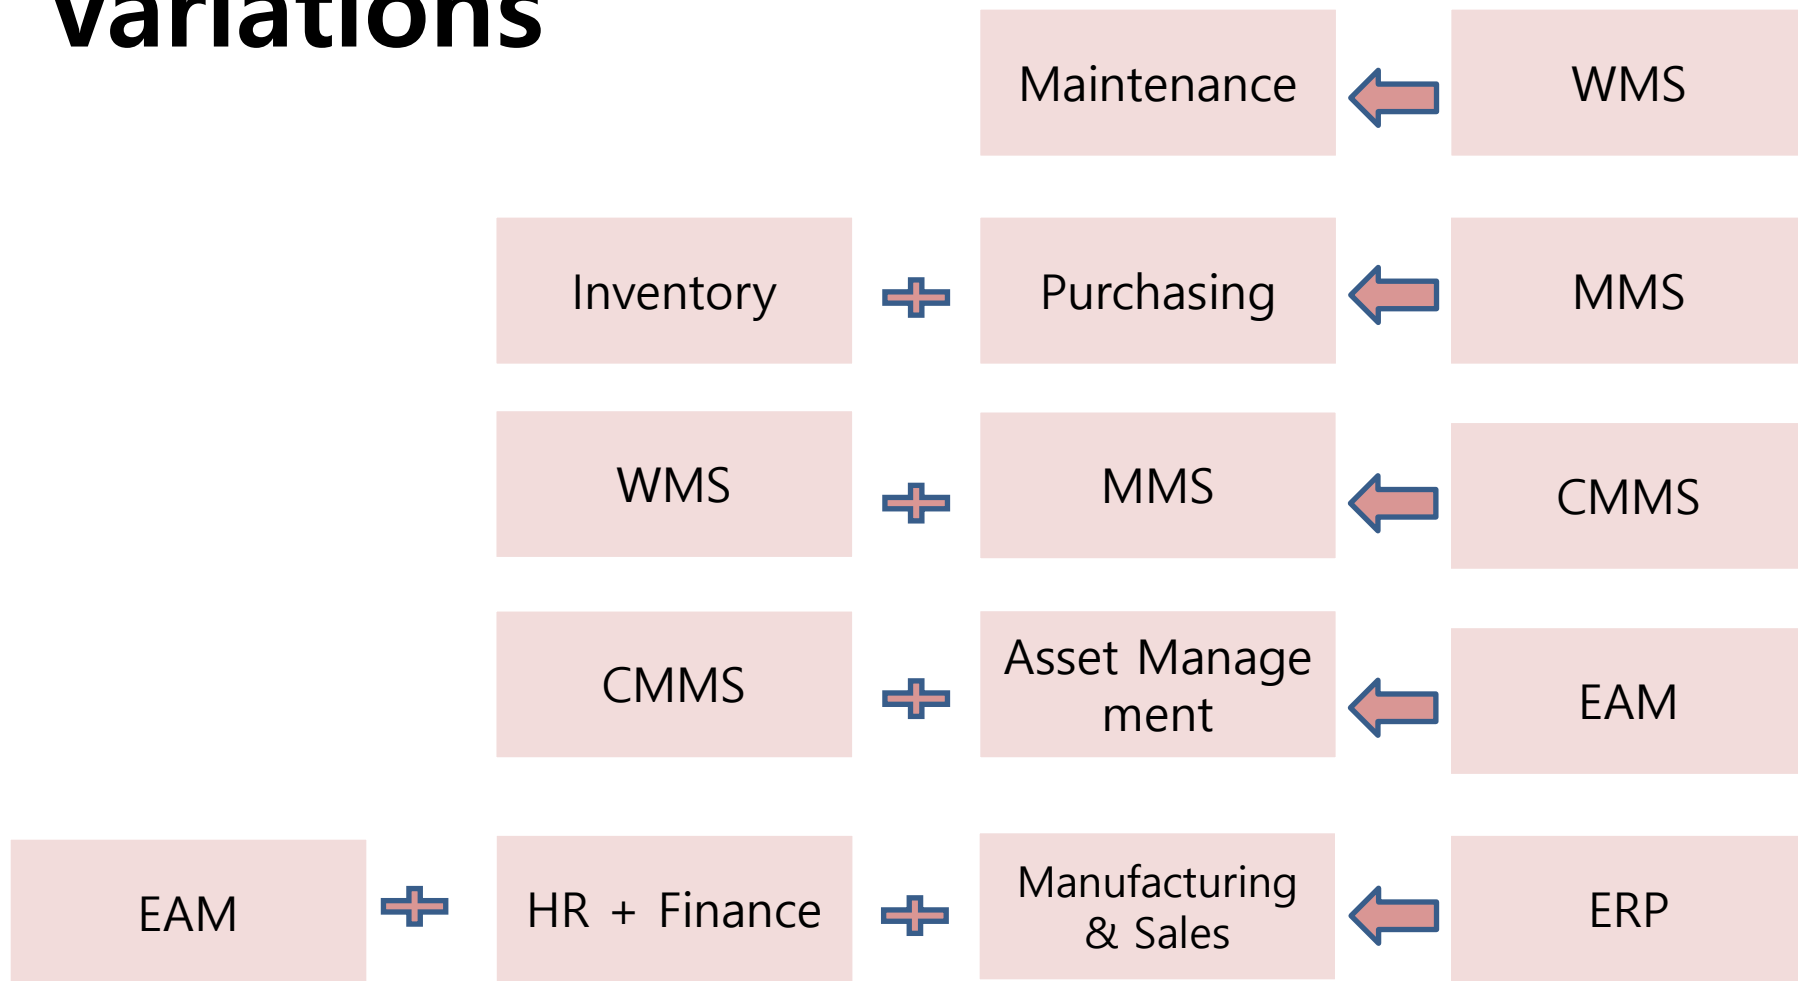 Variations
Maintenance
WMS
Inventory
Purchasing
MMS
WMS
MMS
CMMS
CMMS
Asset Manage
ment
EAM
EAM
HR + Finance
Manufacturing
& Sales
ERP